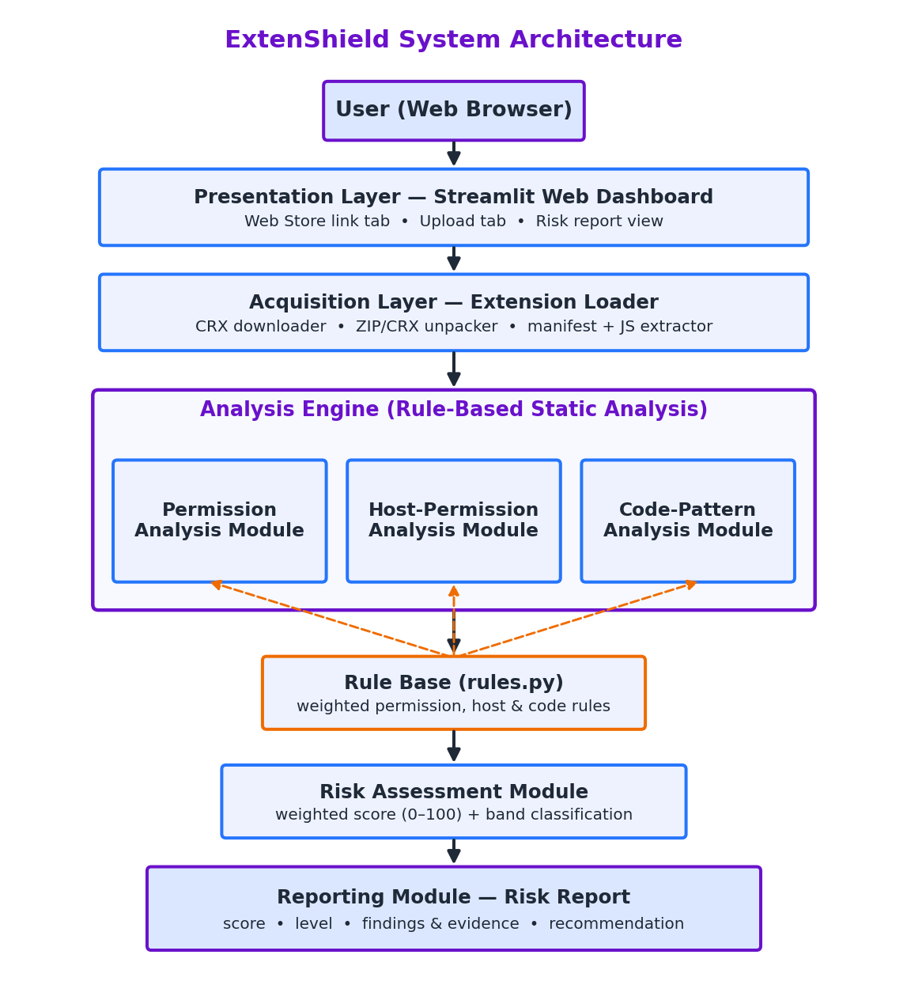 ExtenShield System Architecture
User (Web Browser)
Presentation Layer — Streamlit Web Dashboard
Web Store link tab • Upload tab • Risk report view
Acquisition Layer — Extension Loader
CRX downloader • ZIP/CRX unpacker • manifest + JS extractor
Analysis Engine (Rule-Based Static Analysis)
Permission
Analysis Module
Host-Permission
Analysis Module
Code-Pattern
Analysis Module
Rule Base (rules.py)
weighted permission, host & code rules
Risk Assessment Module
weighted score (0–100) + band classification
Reporting Module — Risk Report
score • level • findings & evidence • recommendation